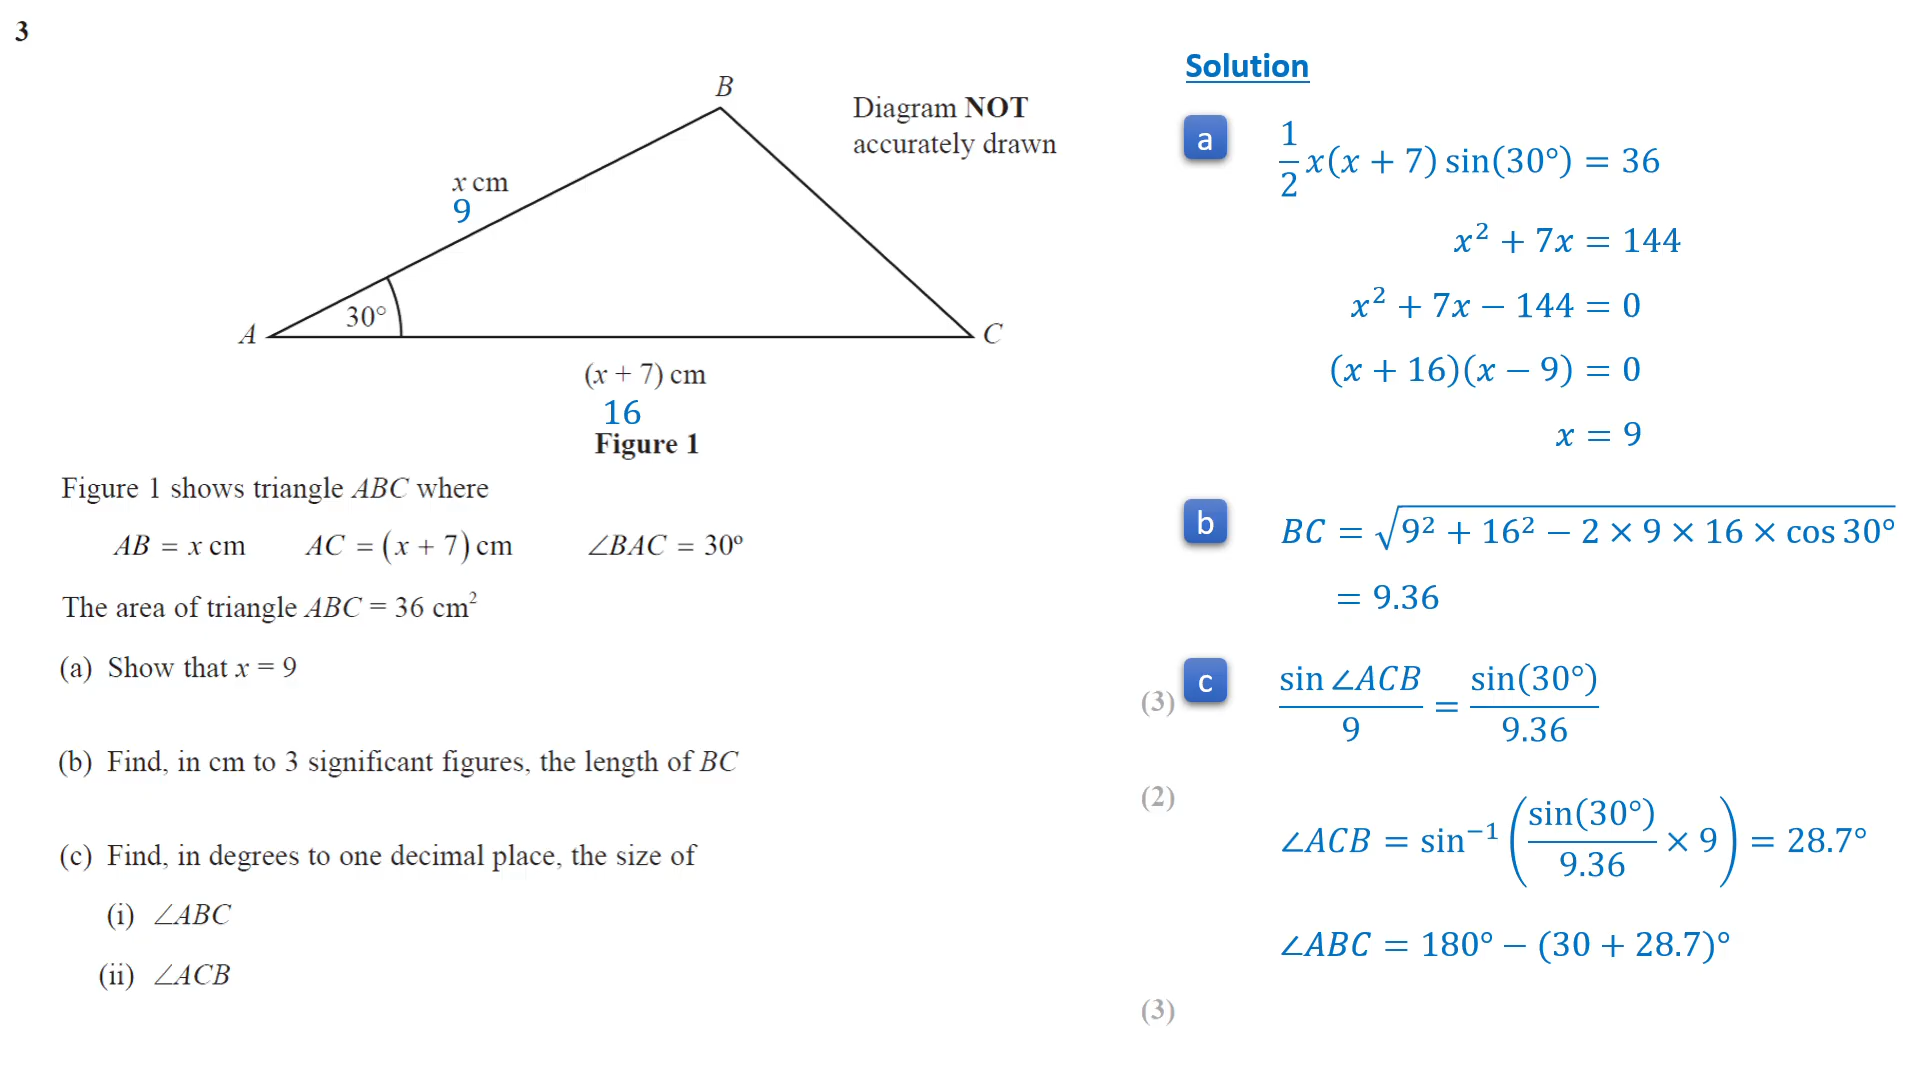 3
B
Diagram NOT
accurately drawn
x cm
9
30°
A
C
(x + 7) cm
16
Figure 1
Figure 1 shows triangle ABC where
AB = x cm AC = (x + 7) cm ∠BAC = 30º
The area of triangle ABC = 36 cm²
(a) Show that x = 9
(3)
(b) Find, in cm to 3 significant figures, the length of BC
(2)
(c) Find, in degrees to one decimal place, the size of
(i) ∠ABC
(ii) ∠ACB
(3)
Solution
a
1/2 x(x + 7) sin(30°) = 36
x² + 7x = 144
x² + 7x − 144 = 0
(x + 16)(x − 9) = 0
x = 9
b
BC = √(9² + 16² − 2 × 9 × 16 × cos 30°)
= 9.36
c
sin ∠ACB / 9 = sin(30°) / 9.36
∠ACB = sin⁻¹ (sin(30°) / 9.36 × 9) = 28.7°
∠ABC = 180° − (30 + 28.7)°